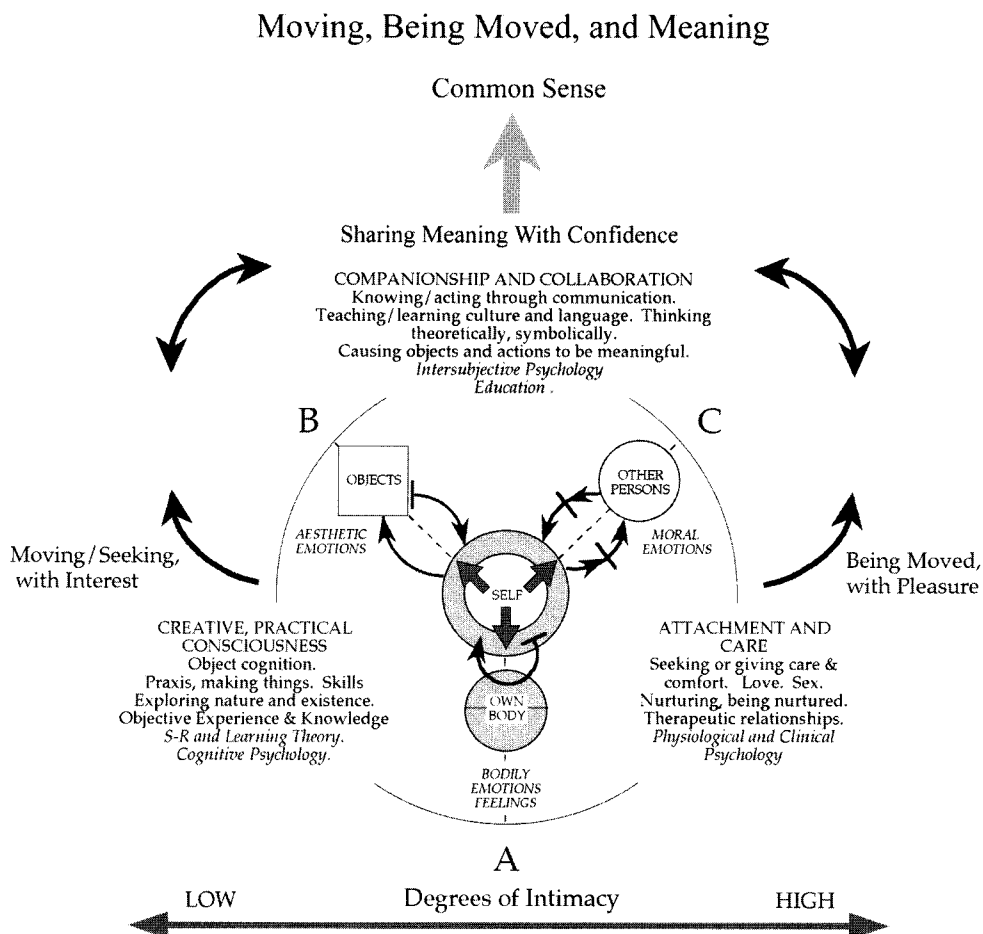 Moving, Being Moved, and Meaning
Common Sense
Sharing Meaning With Confidence
COMPANIONSHIP AND COLLABORATION
Knowing/acting through communication.
Teaching/learning culture and language. Thinking
theoretically, symbolically.
Causing objects and actions to be meaningful.
Intersubjective Psychology
Education .
B
C
OBJECTS
OTHER
PERSONS
AESTHETIC
EMOTIONS
MORAL
EMOTIONS
Moving/Seeking,
with Interest
Being Moved,
with Pleasure
SELF
CREATIVE, PRACTICAL
CONSCIOUSNESS
Object cognition.
Praxis, making things. Skills
Exploring nature and existence.
Objective Experience & Knowledge
S-R and Learning Theory.
Cognitive Psychology.
ATTACHMENT AND
CARE
Seeking or giving care &
comfort. Love. Sex.
Nurturing, being nurtured.
Therapeutic relationships.
Physiological and Clinical
Psychology
OWN
BODY
BODILY
EMOTIONS
FEELINGS
A
LOW
Degrees of Intimacy
HIGH